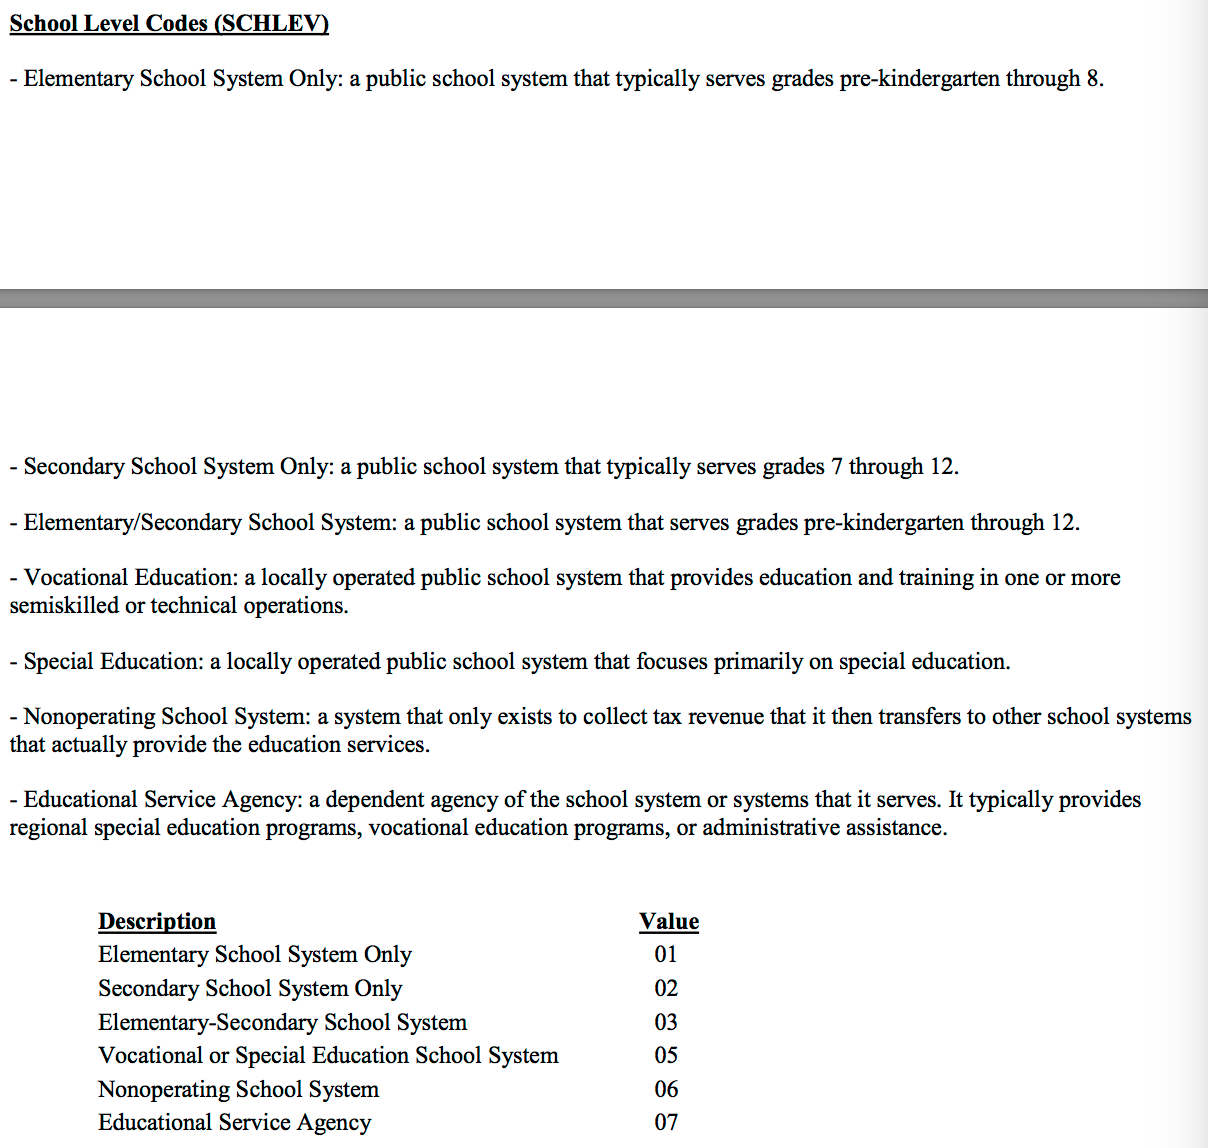 School Level Codes (SCHLEV)
- Elementary School System Only: a public school system that typically serves grades pre-kindergarten through 8.
- Secondary School System Only: a public school system that typically serves grades 7 through 12.
- Elementary/Secondary School System: a public school system that serves grades pre-kindergarten through 12.
- Vocational Education: a locally operated public school system that provides education and training in one or more
semiskilled or technical operations.
- Special Education: a locally operated public school system that focuses primarily on special education.
- Nonoperating School System: a system that only exists to collect tax revenue that it then transfers to other school systems
that actually provide the education services.
- Educational Service Agency: a dependent agency of the school system or systems that it serves. It typically provides
regional special education programs, vocational education programs, or administrative assistance.
Description Value
Elementary School System Only 01
Secondary School System Only 02
Elementary-Secondary School System 03
Vocational or Special Education School System 05
Nonoperating School System 06
Educational Service Agency 07